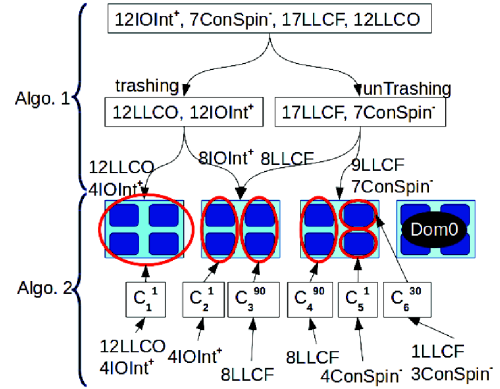 12IOInt⁺, 7ConSpin⁻, 17LLCF, 12LLCO
trashing
unTrashing
Algo. 1
12LLCO, 12IOInt⁺
17LLCF, 7ConSpin⁻
12LLCO
4IOInt⁺
8IOInt⁺
8LLCF
9LLCF
7ConSpin⁻
Dom0
Algo. 2
C₁¹
C₂¹
C₃⁹⁰
C₄⁹⁰
C₅¹
C₆³⁰
12LLCO
4IOInt⁺
4IOInt⁺
8LLCF
8LLCF
4ConSpin⁻
1LLCF
3ConSpin⁻